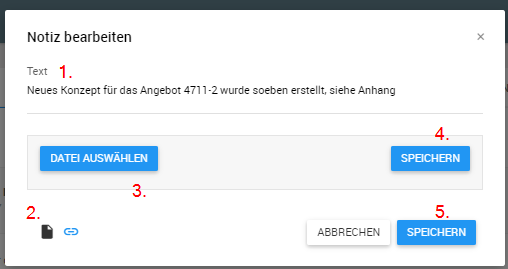 Notiz bearbeiten ×
Text 1.
Neues Konzept für das Angebot 4711-2 wurde soeben erstellt, siehe Anhang
4.
DATEI AUSWÄHLEN SPEICHERN
3.
2. 5.
ABBRECHEN SPEICHERN